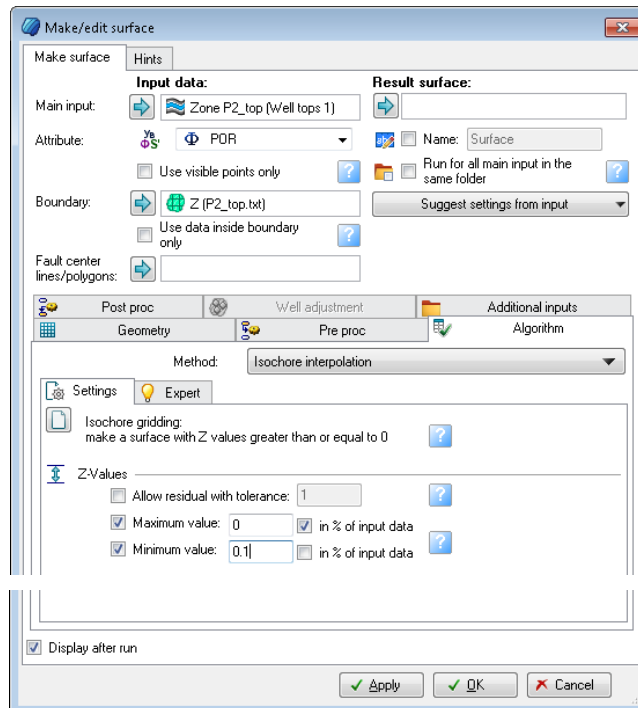 Make/edit surface
Make surface Hints
Input data: Result surface:
Main input: Zone P2_top (Well tops 1)
Attribute: Φ POR Name: Surface
Use visible points only ? Run for all main input in the same folder ?
Boundary: Z (P2_top.txt) Suggest settings from input
Use data inside boundary only ?
Fault center lines/polygons:
Post proc Well adjustment Additional inputs
Geometry Pre proc Algorithm
Method: Isochore interpolation
Settings Expert
Isochore gridding:
make a surface with Z values greater than or equal to 0 ?
Z-Values
Allow residual with tolerance: 1 ?
Maximum value: 0 in % of input data
Minimum value: 0.1 in % of input data ?
Display after run
Apply OK Cancel